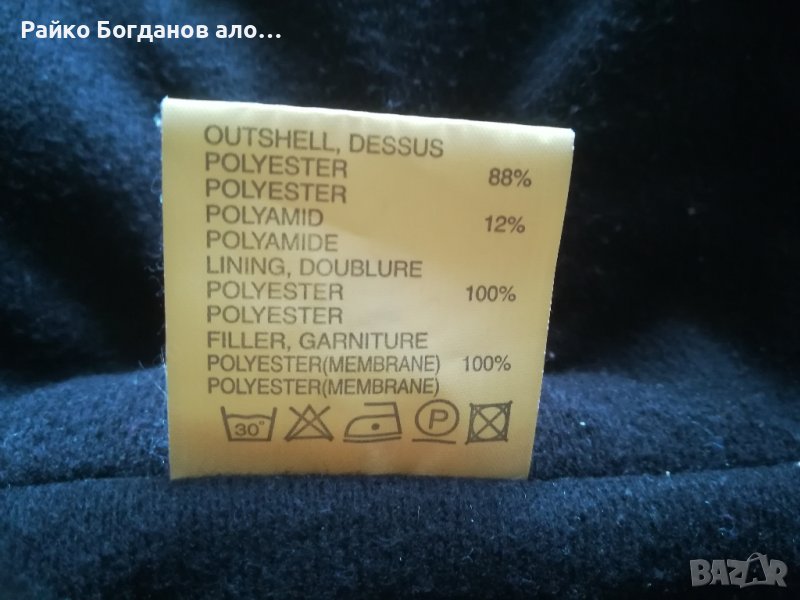 Райко Богданов ало...
OUTSHELL, DESSUS
POLYESTER 88%
POLYESTER
POLYAMID 12%
POLYAMIDE
LINING, DOUBLURE
POLYESTER 100%
POLYESTER
FILLER, GARNITURE
POLYESTER(MEMBRANE) 100%
POLYESTER(MEMBRANE)
30° P
BAZAR